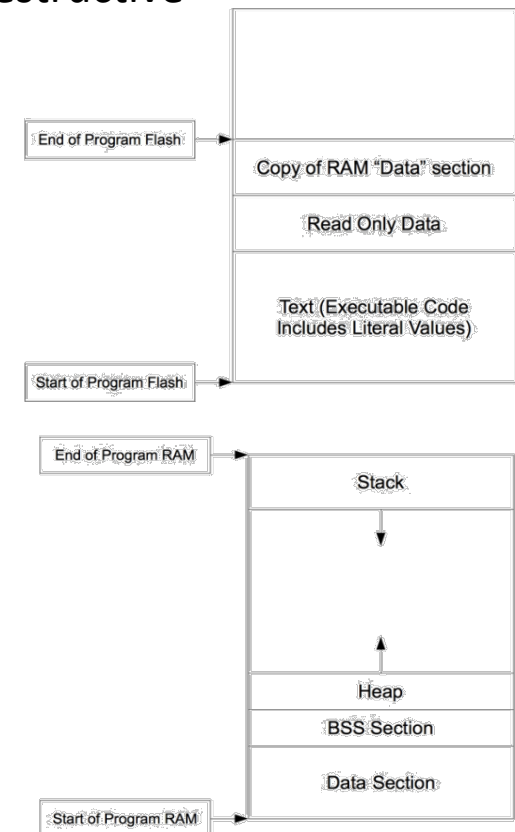 End of Program Flash
Copy of RAM “Data” section
Read Only Data
Text (Executable Code
Includes Literal Values)
Start of Program Flash
End of Program RAM
Stack
Heap
BSS Section
Data Section
Start of Program RAM